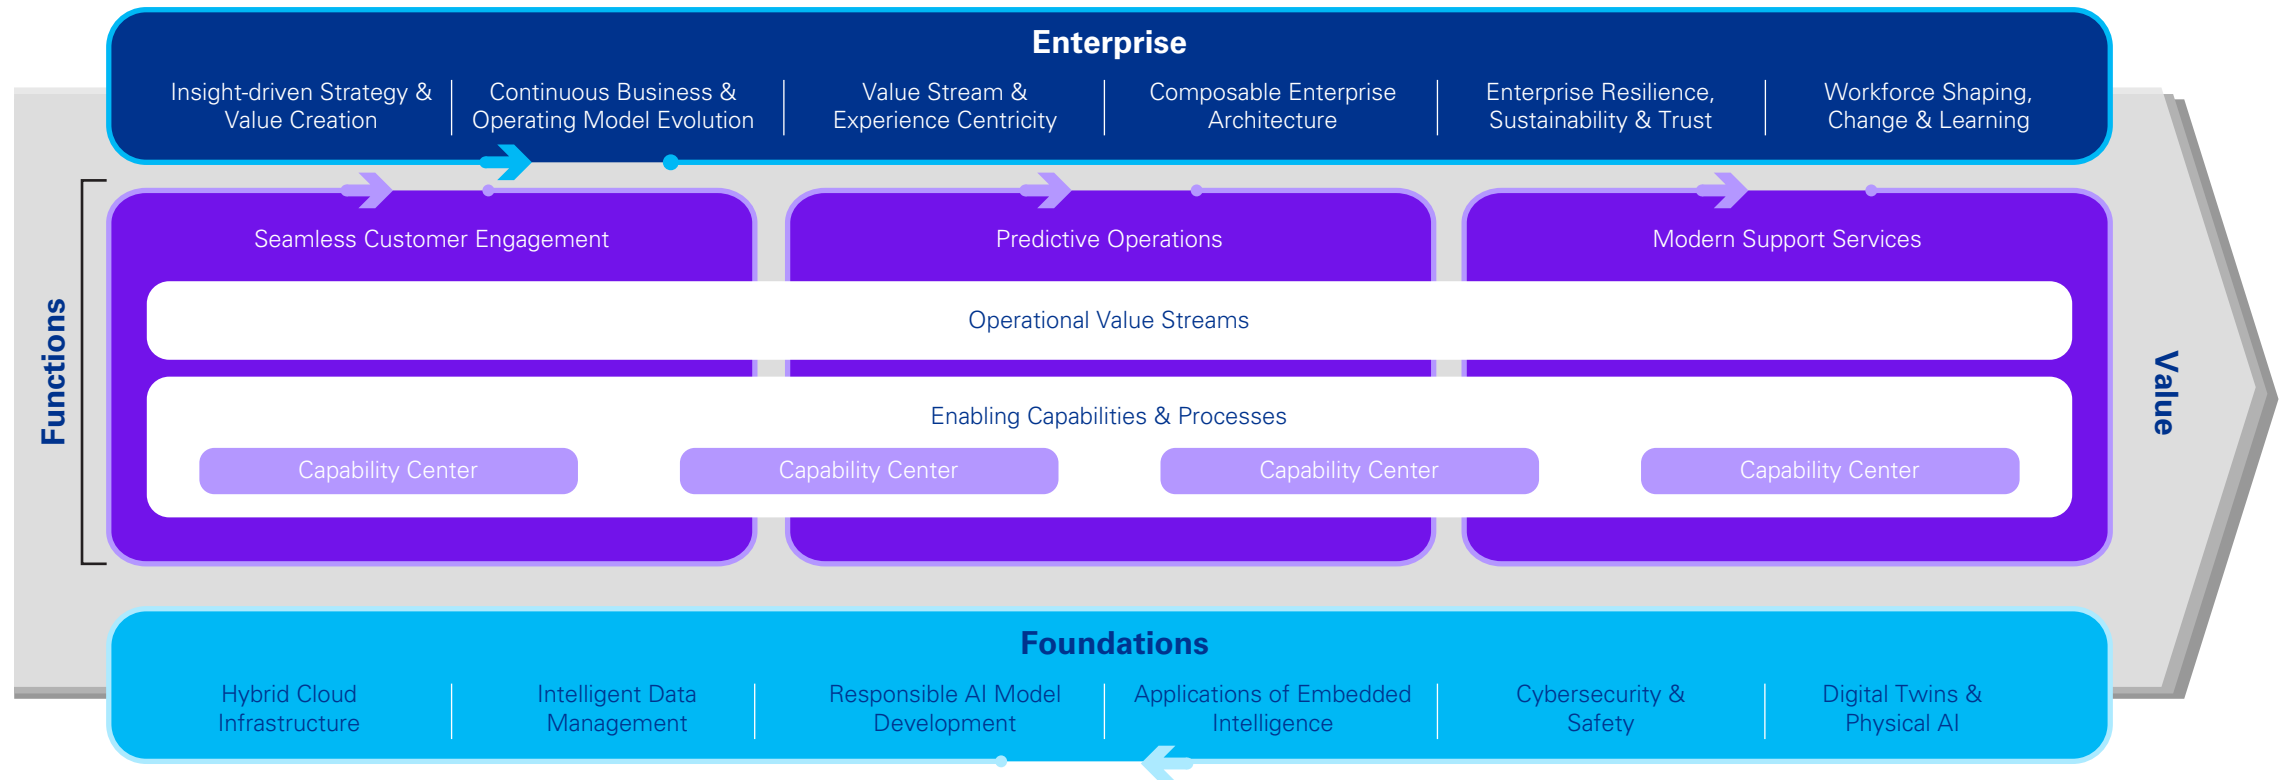 Enterprise
Insight-driven Strategy &
Value Creation
Continuous Business &
Operating Model Evolution
Value Stream &
Experience Centricity
Composable Enterprise
Architecture
Enterprise Resilience,
Sustainability & Trust
Workforce Shaping,
Change & Learning
Functions
Seamless Customer Engagement
Predictive Operations
Modern Support Services
Operational Value Streams
Enabling Capabilities & Processes
Capability Center
Capability Center
Capability Center
Capability Center
Value
Foundations
Hybrid Cloud
Infrastructure
Intelligent Data
Management
Responsible AI Model
Development
Applications of Embedded
Intelligence
Cybersecurity &
Safety
Digital Twins &
Physical AI